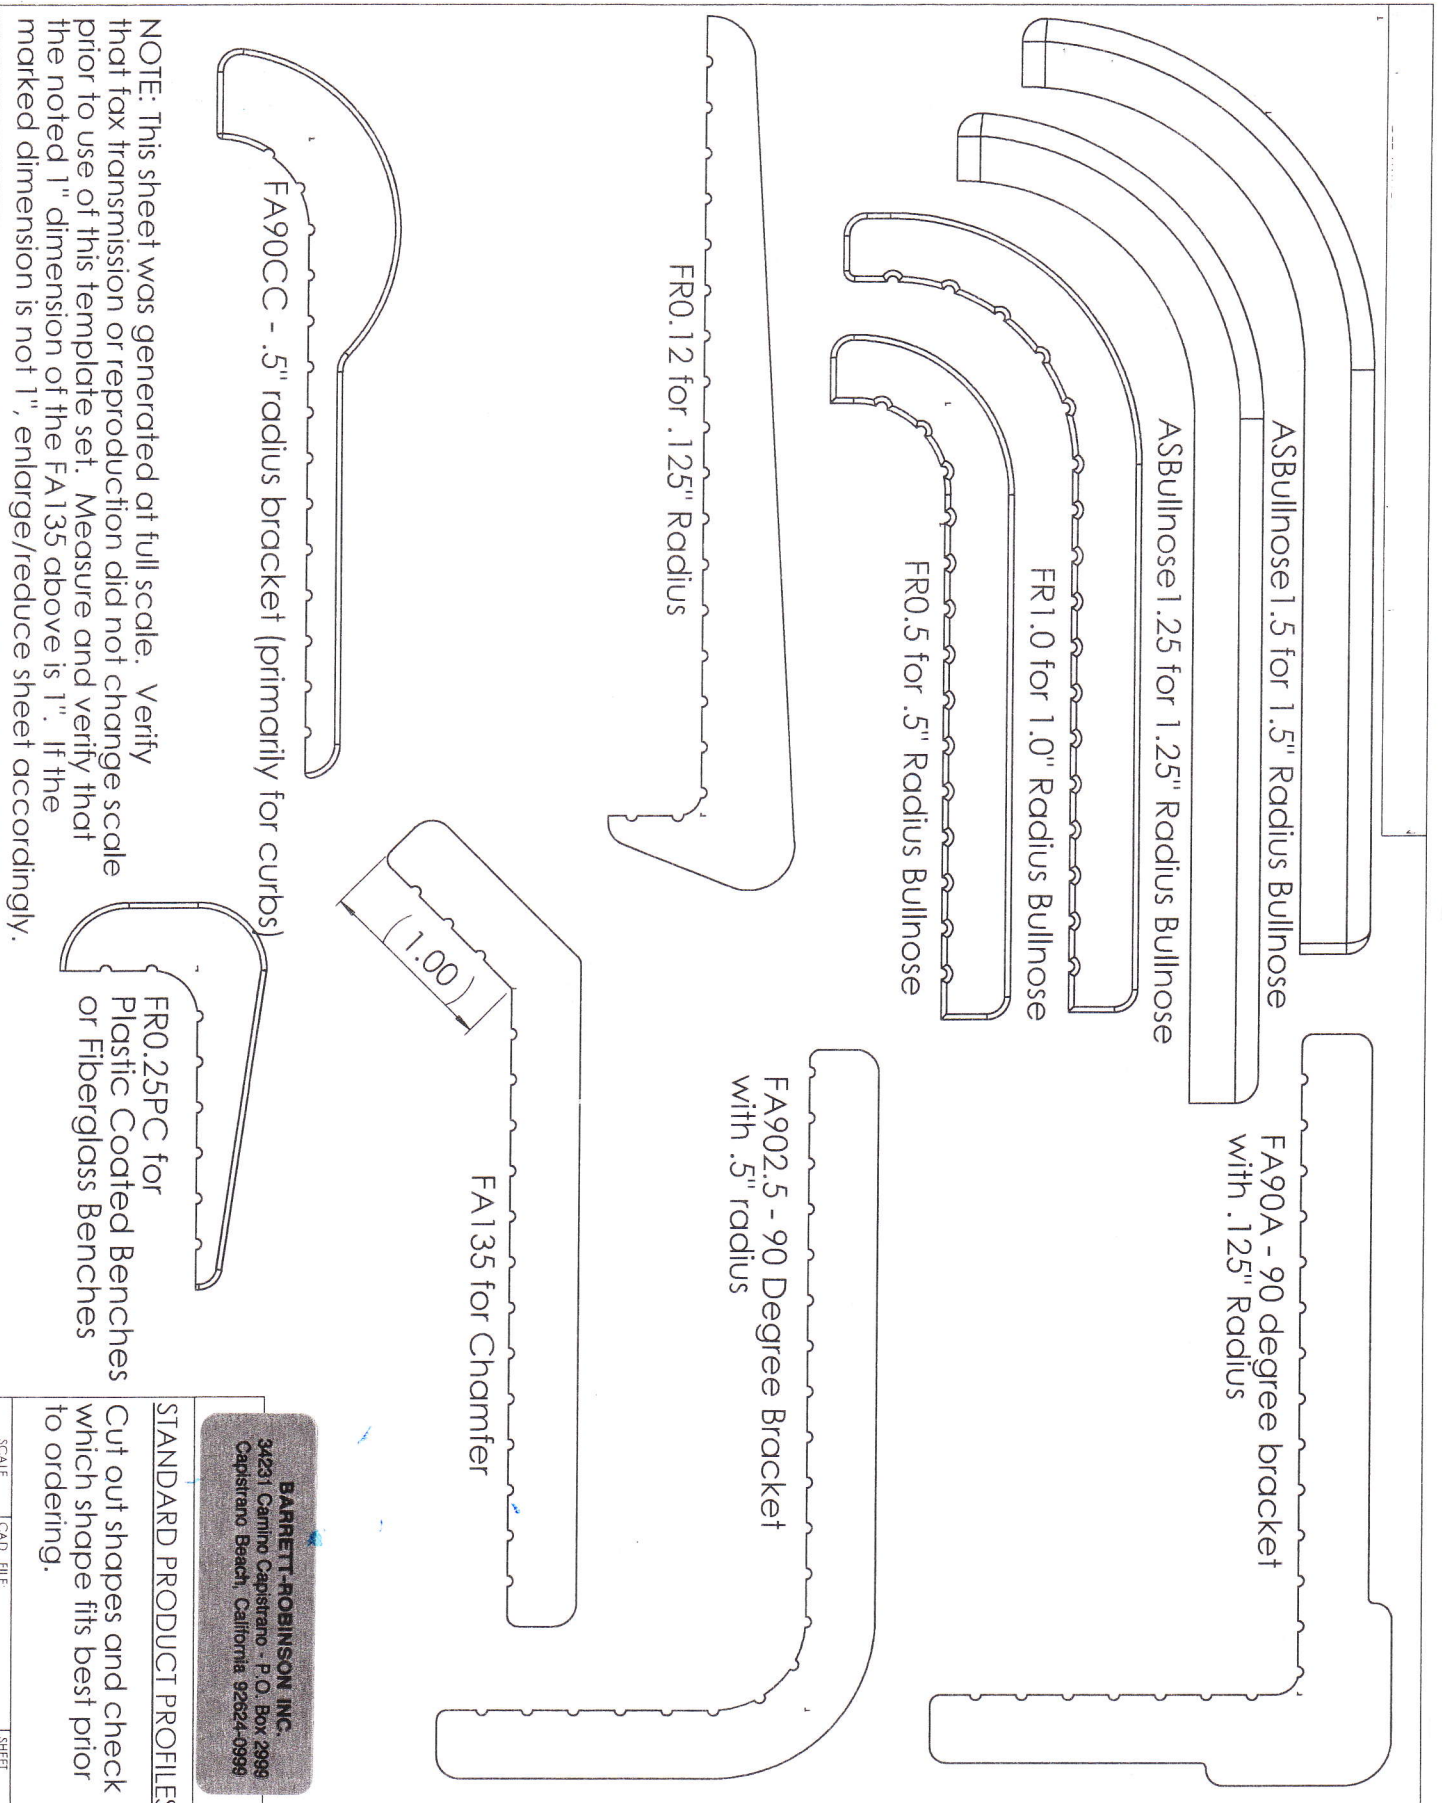 ASBullnose1.5 for 1.5" Radius Bullnose
ASBullnose1.25 for 1.25" Radius Bullnose
FR1.0 for 1.0" Radius Bullnose
FR0.5 for .5" Radius Bullnose
FA90A - 90 degree bracket
with .125" Radius
FR0.12 for .125" Radius
FA902.5 - 90 Degree Bracket
with .5" radius
FA135 for Chamfer
(1.00)
FA90CC - .5" radius bracket (primarily for curbs)
NOTE: This sheet was generated at full scale. Verify
that fax transmission or reproduction did not change scale
prior to use of this template set. Measure and verify that
the noted 1" dimension of the FA135 above is 1". If the
marked dimension is not 1", enlarge/reduce sheet accordingly.
FR0.25PC for
Plastic Coated Benches
or Fiberglass Benches
BARRETT-ROBINSON INC.
34231 Camino Capistrano - P.O. Box 2999
Capistrano Beach, California 92624-0999
STANDARD PRODUCT PROFILES
Cut out shapes and check
which shape fits best prior
to ordering.
SCALE
CAD FILE:
SHEET